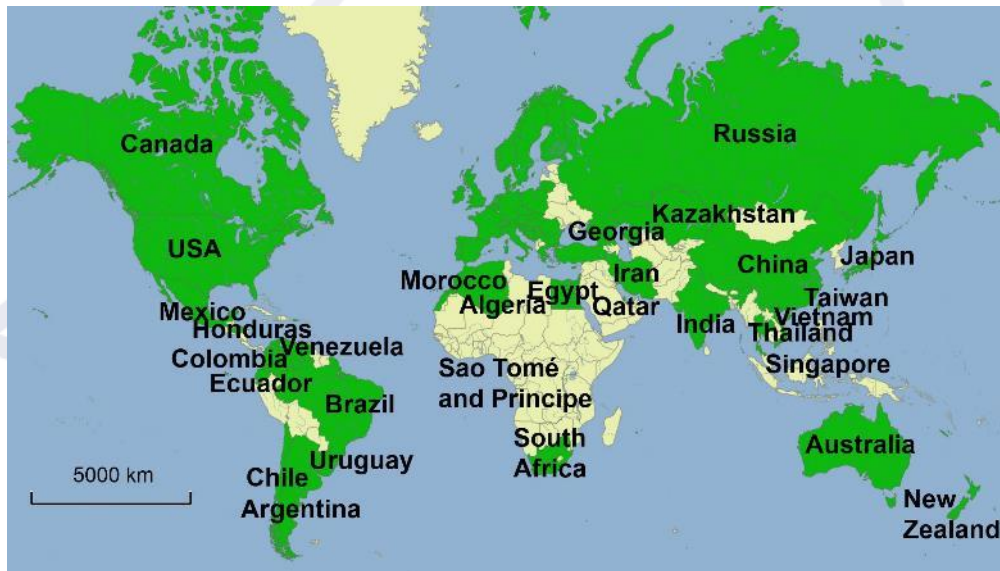 Canada
Russia
USA
Kazakhstan
Georgia
Japan
China
Iran
Morocco
Algeria
Egypt
Qatar
India
Taiwan
Vietnam
Thailand
Mexico
Honduras
Venezuela
Colombia
Ecuador
Singapore
Sao Tomé
and Principe
Brazil
South
Africa
Uruguay
Australia
5000 km
Chile
Argentina
New
Zealand